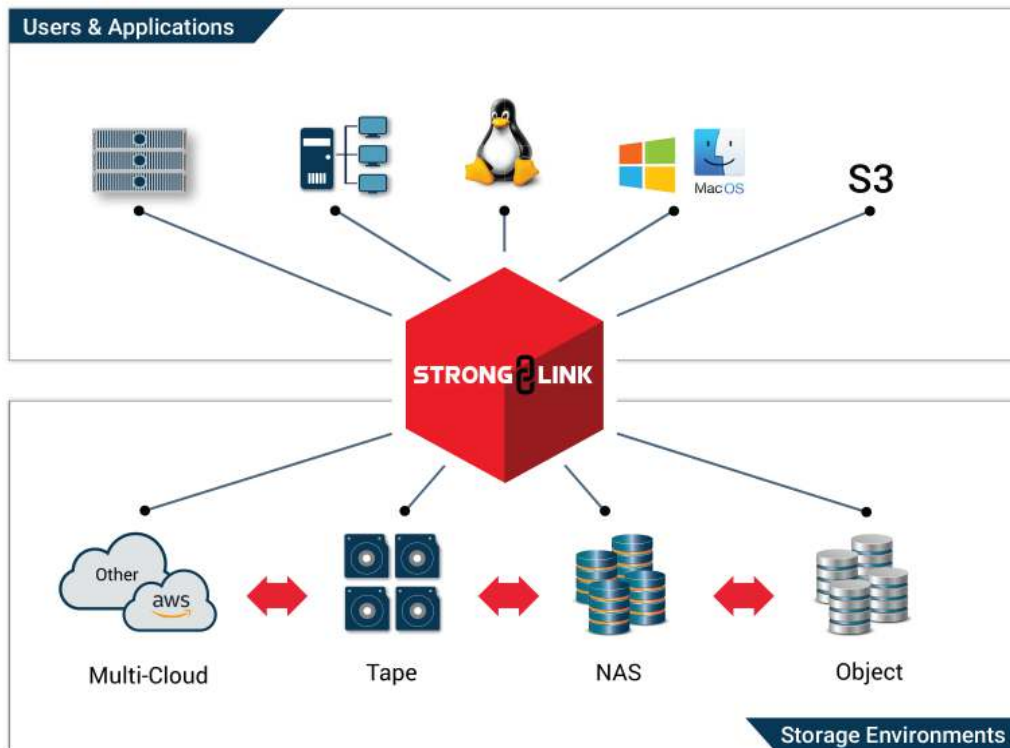 Users & Applications
MacOS
S3
STRONG LINK
Other
aws
Multi-Cloud
Tape
NAS
Object
Storage Environments